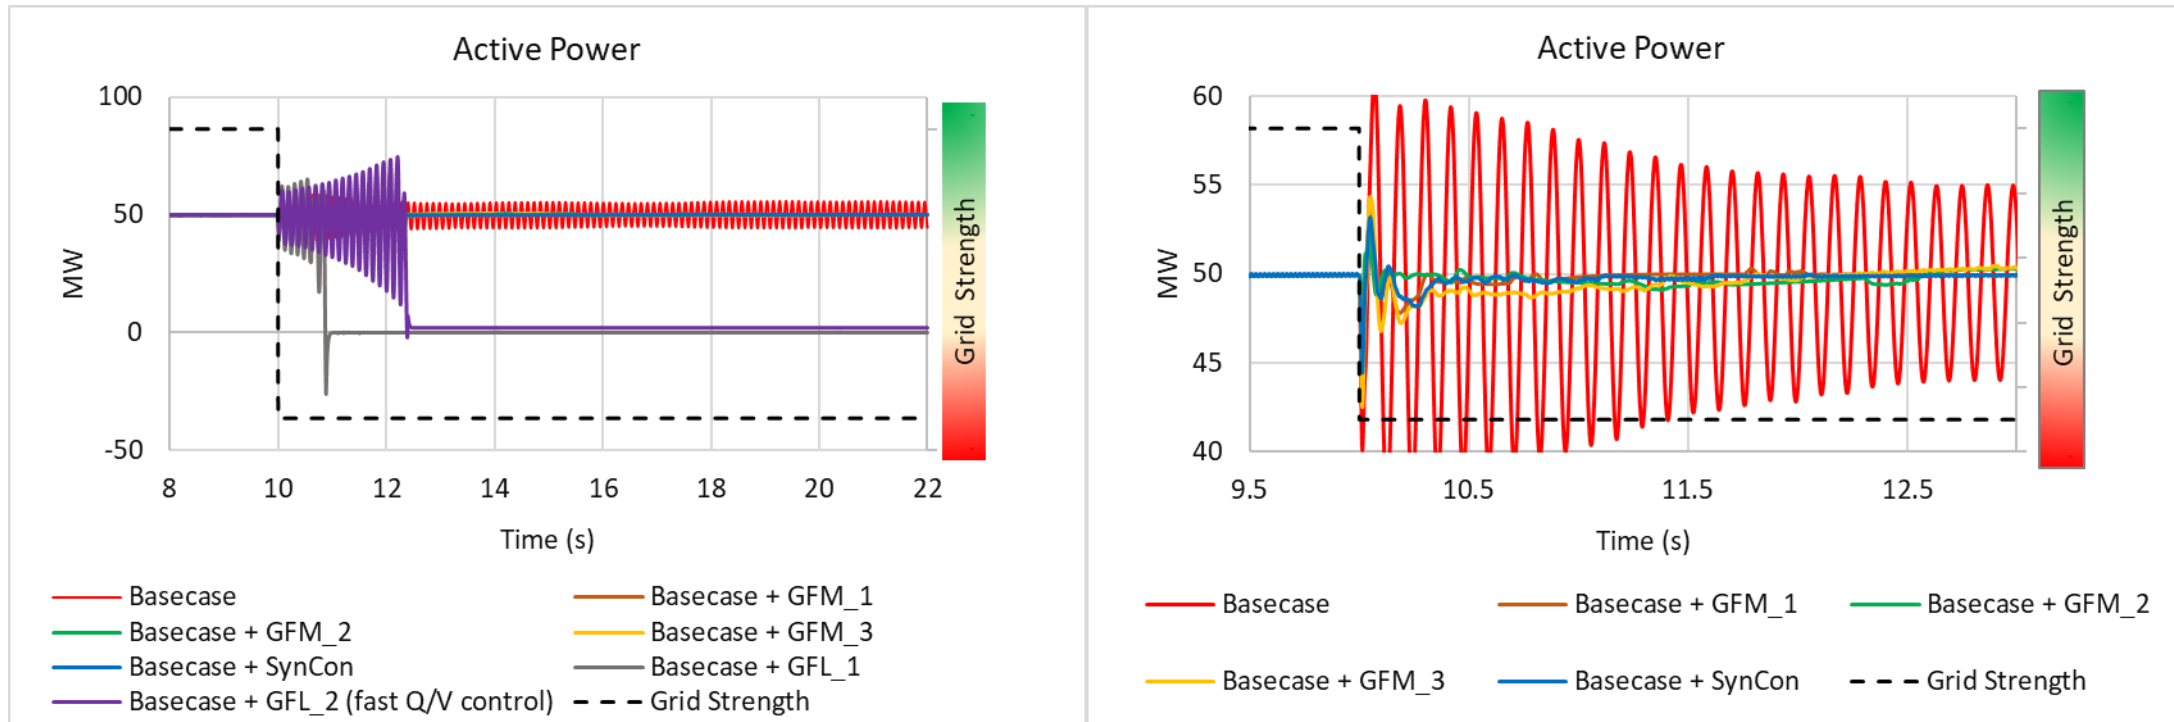 Active Power
100
50
0
-50
MW
8 10 12 14 16 18 20 22
Time (s)
Grid Strength
Basecase
Basecase + GFM_1
Basecase + GFM_2
Basecase + GFM_3
Basecase + SynCon
Basecase + GFL_1
Basecase + GFL_2 (fast Q/V control)
Grid Strength
Active Power
60
55
50
45
40
MW
9.5 10.5 11.5 12.5
Time (s)
Grid Strength
Basecase
Basecase + GFM_1
Basecase + GFM_2
Basecase + GFM_3
Basecase + SynCon
Grid Strength